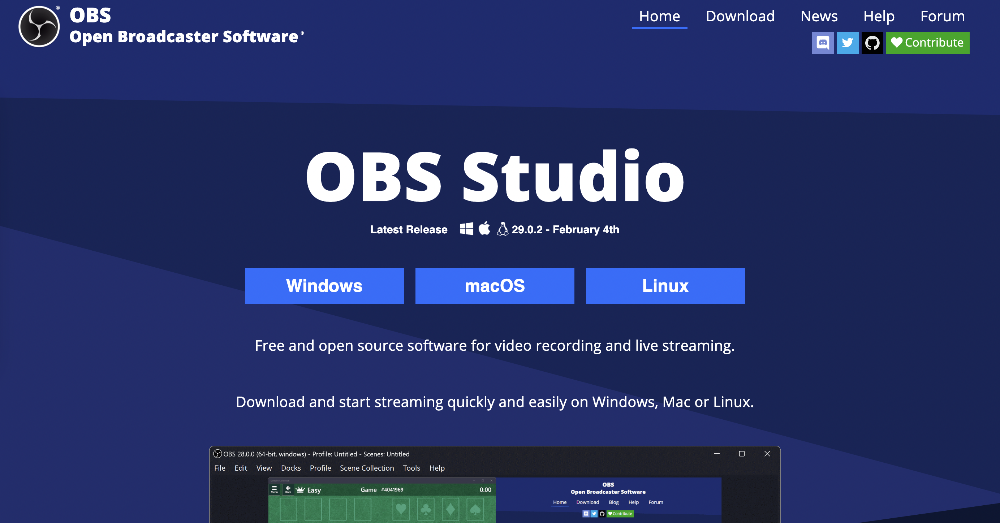 OBS
Open Broadcaster Software®
Home Download News Help Forum
Contribute
OBS Studio
Latest Release 29.0.2 - February 4th
Windows macOS Linux
Free and open source software for video recording and live streaming.
Download and start streaming quickly and easily on Windows, Mac or Linux.
OBS 28.0.0 (64-bit, windows) - Profile: Untitled - Scenes: Untitled
File Edit View Docks Profile Scene Collection Tools Help
Solitaire Collection
Menu Back Easy Game #4041969 0:00
OBS
Open Broadcaster Software
Home Download Blog Help Forum
Contribute